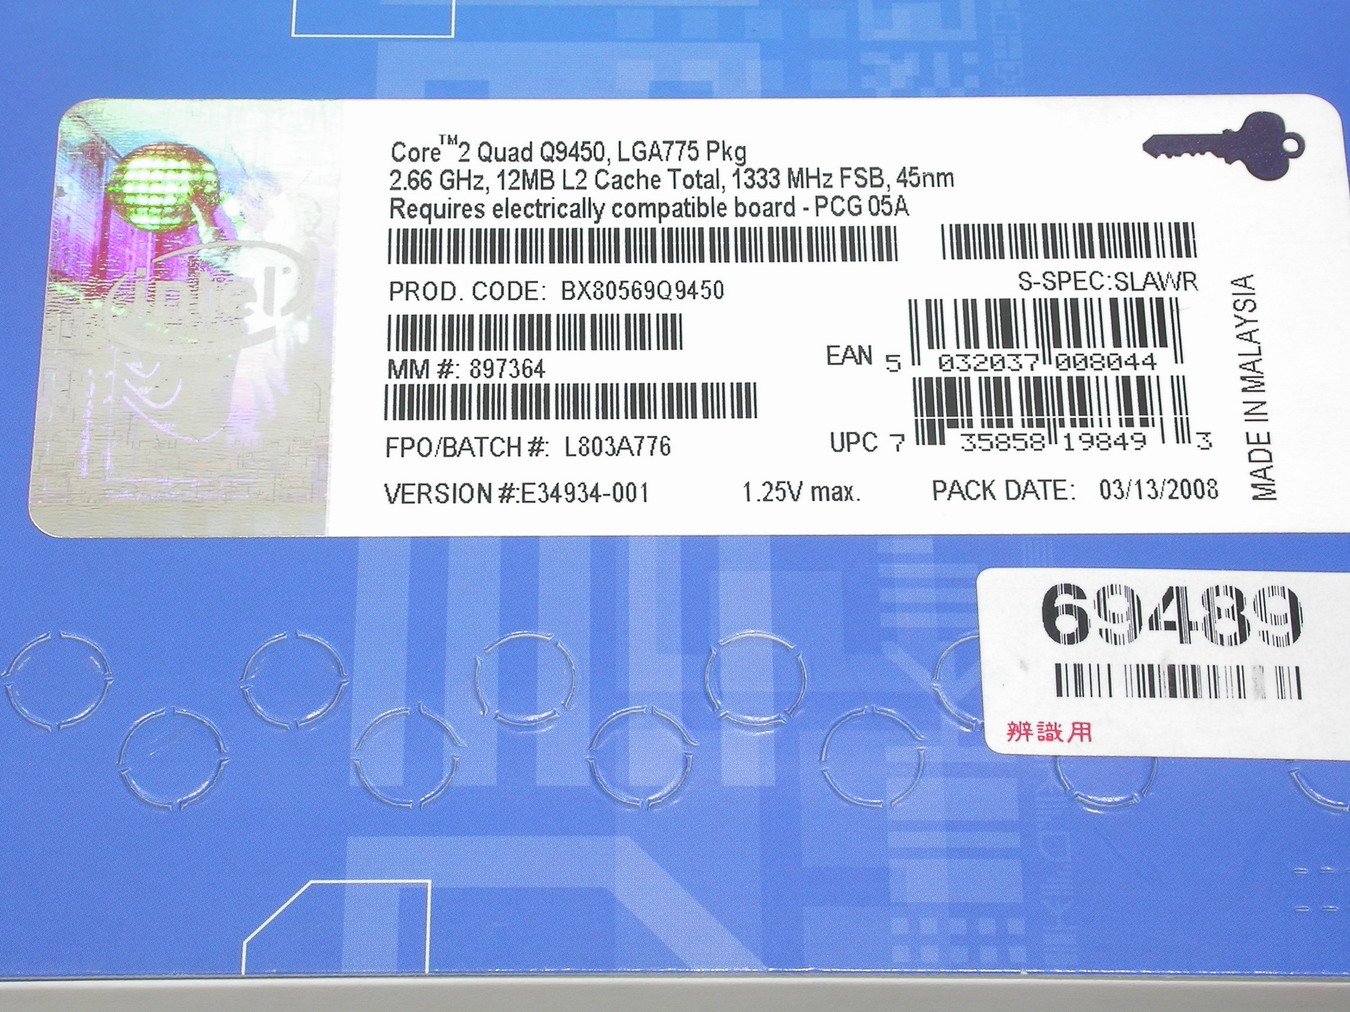 Core™2 Quad Q9450, LGA775 Pkg
2.66 GHz, 12MB L2 Cache Total, 1333 MHz FSB, 45nm
Requires electrically compatible board - PCG 05A
PROD. CODE: BX80569Q9450
S-SPEC:SLAWR
MM #: 897364
EAN 5 032037 008044
FPO/BATCH #: L803A776
UPC 7 35858 19849 3
VERSION #:E34934-001 1.25V max. PACK DATE: 03/13/2008
MADE IN MALAYSIA
intel
69489
辨識用